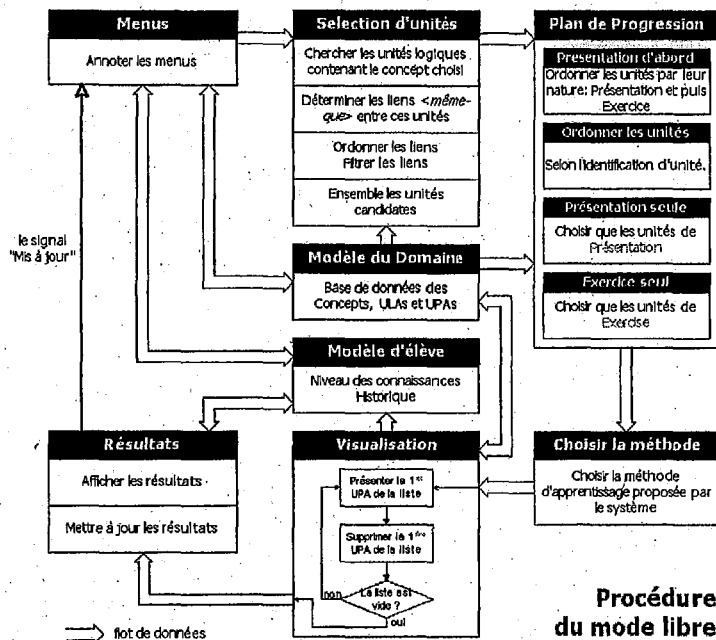 Menus
Annoter les menus
Selection d'unités
Chercher les unités logiques
contenant le concept choisi
Déterminer les liens <même-
que> entre ces unités
Ordonner les liens
Filtrer les liens
Ensemble les unités
candidates
Plan de Progression
Presentation d'abord
Ordonner les unités par leur
nature: Présentation et puis
Exercice
Ordonner les unités
Selon l'identification d'unité.
Présentation seule
Choisir que les unités de
Présentation
Exercice seul
Choisir que les unités de
Exercise
le signal
"Mis à jour"
Modèle du Domaine
Base de données des
Concepts, ULAs et UPAs
Modèle d'élève
Niveau des connaissances
Historique
Résultats
Afficher les résultats
Mettre à jour les résultats
Visualisation
Présenter la 1ère
UPA de la liste
Supprimer la 1ère
UPA de la liste
La liste est
vide ?
non
oui
Choisir la méthode
Choisir la méthode
d'apprentissage proposée par
le système
flot de données
Procédure
du mode libre